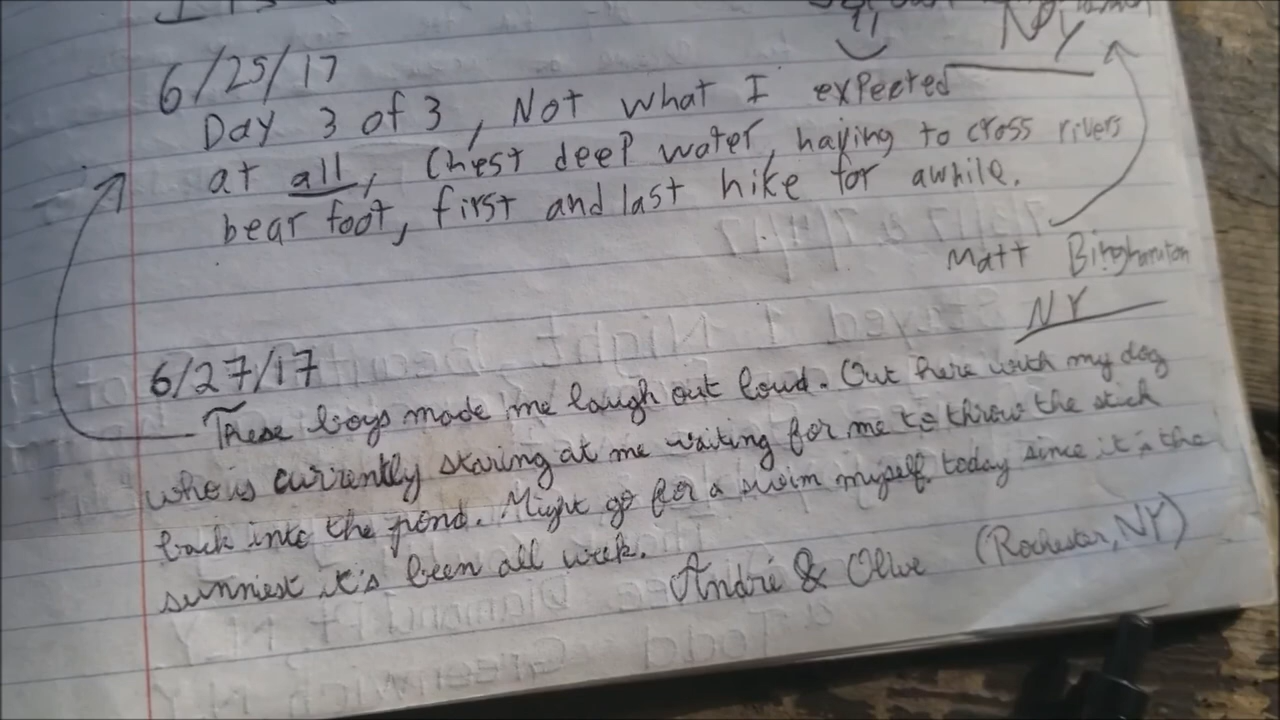 NY
6/25/17
Day 3 of 3, Not what I expected
at all, Chest deep water, having to cross rivers
bear foot, first and last hike for awhile.
Matt Binghamton
NY
6/27/17
These boys made me laugh out loud. Out here with my dog
who is currently staring at me waiting for me to throw the stick
back into the pond. Might go for a swim myself today since it's the
sunniest it's been all week.
André & Olive (Rochester, NY)